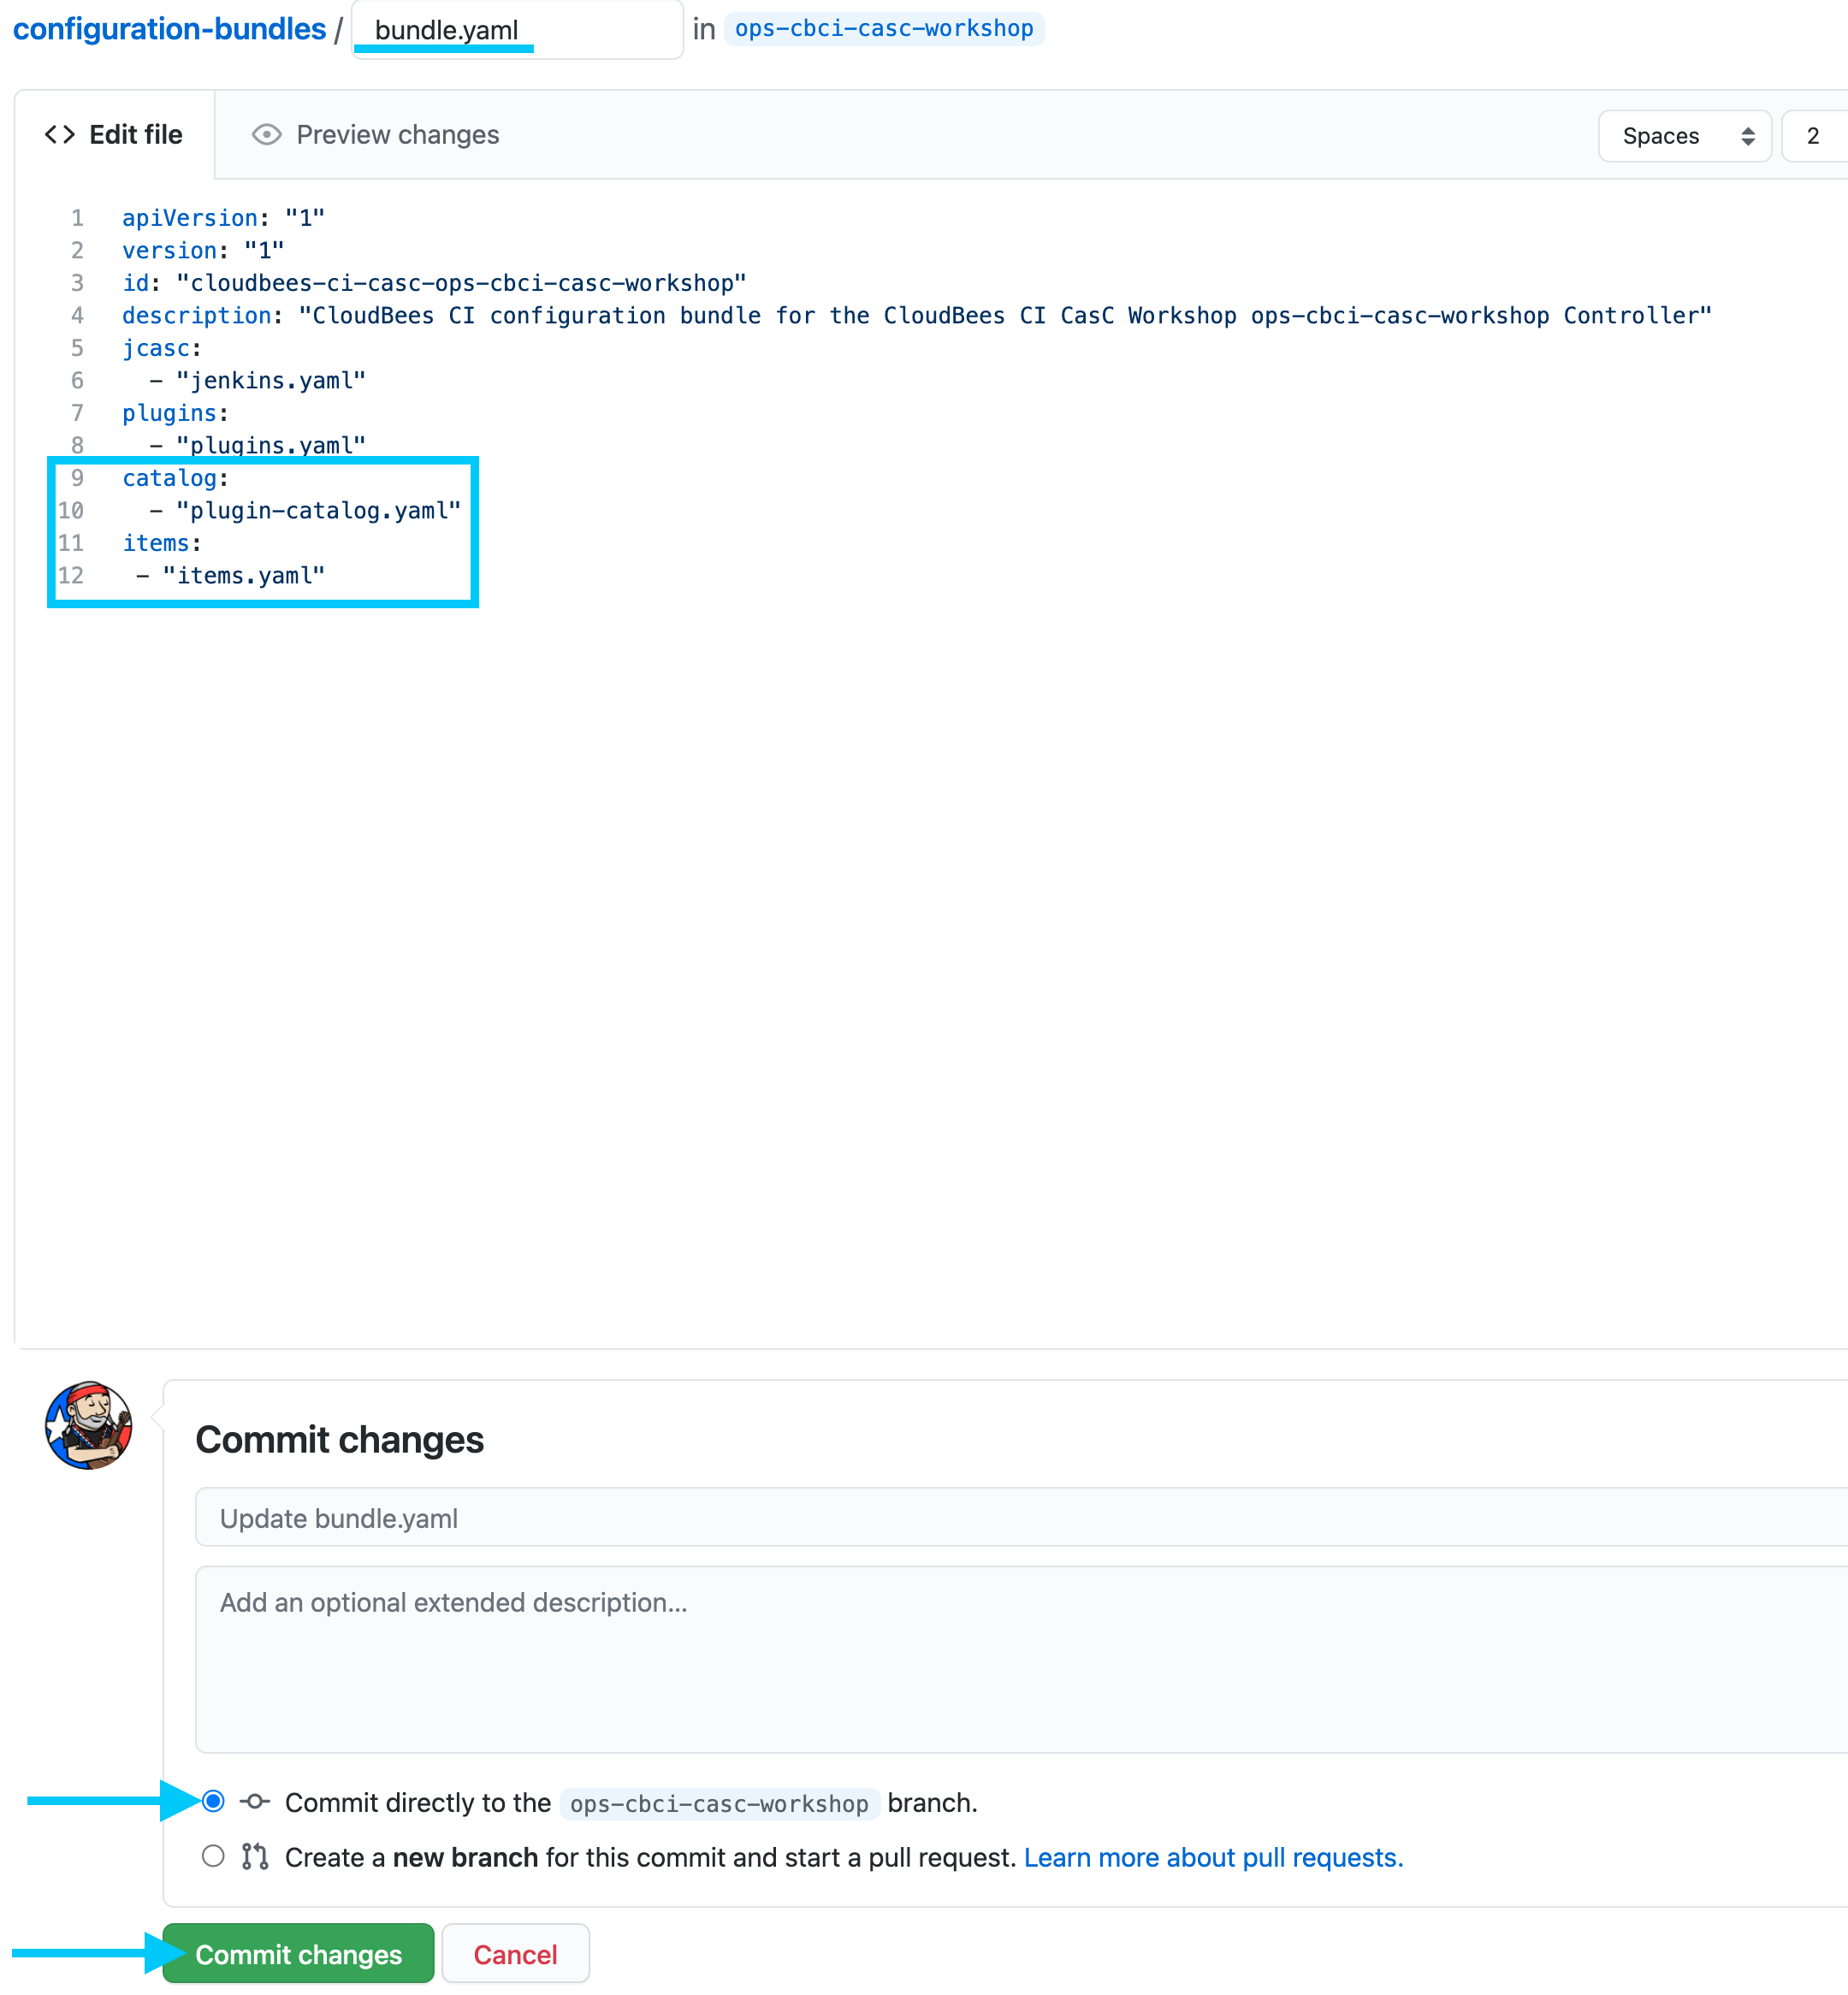 configuration-bundles / bundle.yaml in ops-cbci-casc-workshop
<> Edit file Preview changes Spaces 2
1 apiVersion: "1"
2 version: "1"
3 id: "cloudbees-ci-casc-ops-cbci-casc-workshop"
4 description: "CloudBees CI configuration bundle for the CloudBees CI CasC Workshop ops-cbci-casc-workshop Controller"
5 jcasc:
6   - "jenkins.yaml"
7 plugins:
8   - "plugins.yaml"
9 catalog:
10   - "plugin-catalog.yaml"
11 items:
12  - "items.yaml"
Commit changes
Update bundle.yaml
Add an optional extended description...
Commit directly to the ops-cbci-casc-workshop branch.
Create a new branch for this commit and start a pull request. Learn more about pull requests.
Commit changes Cancel